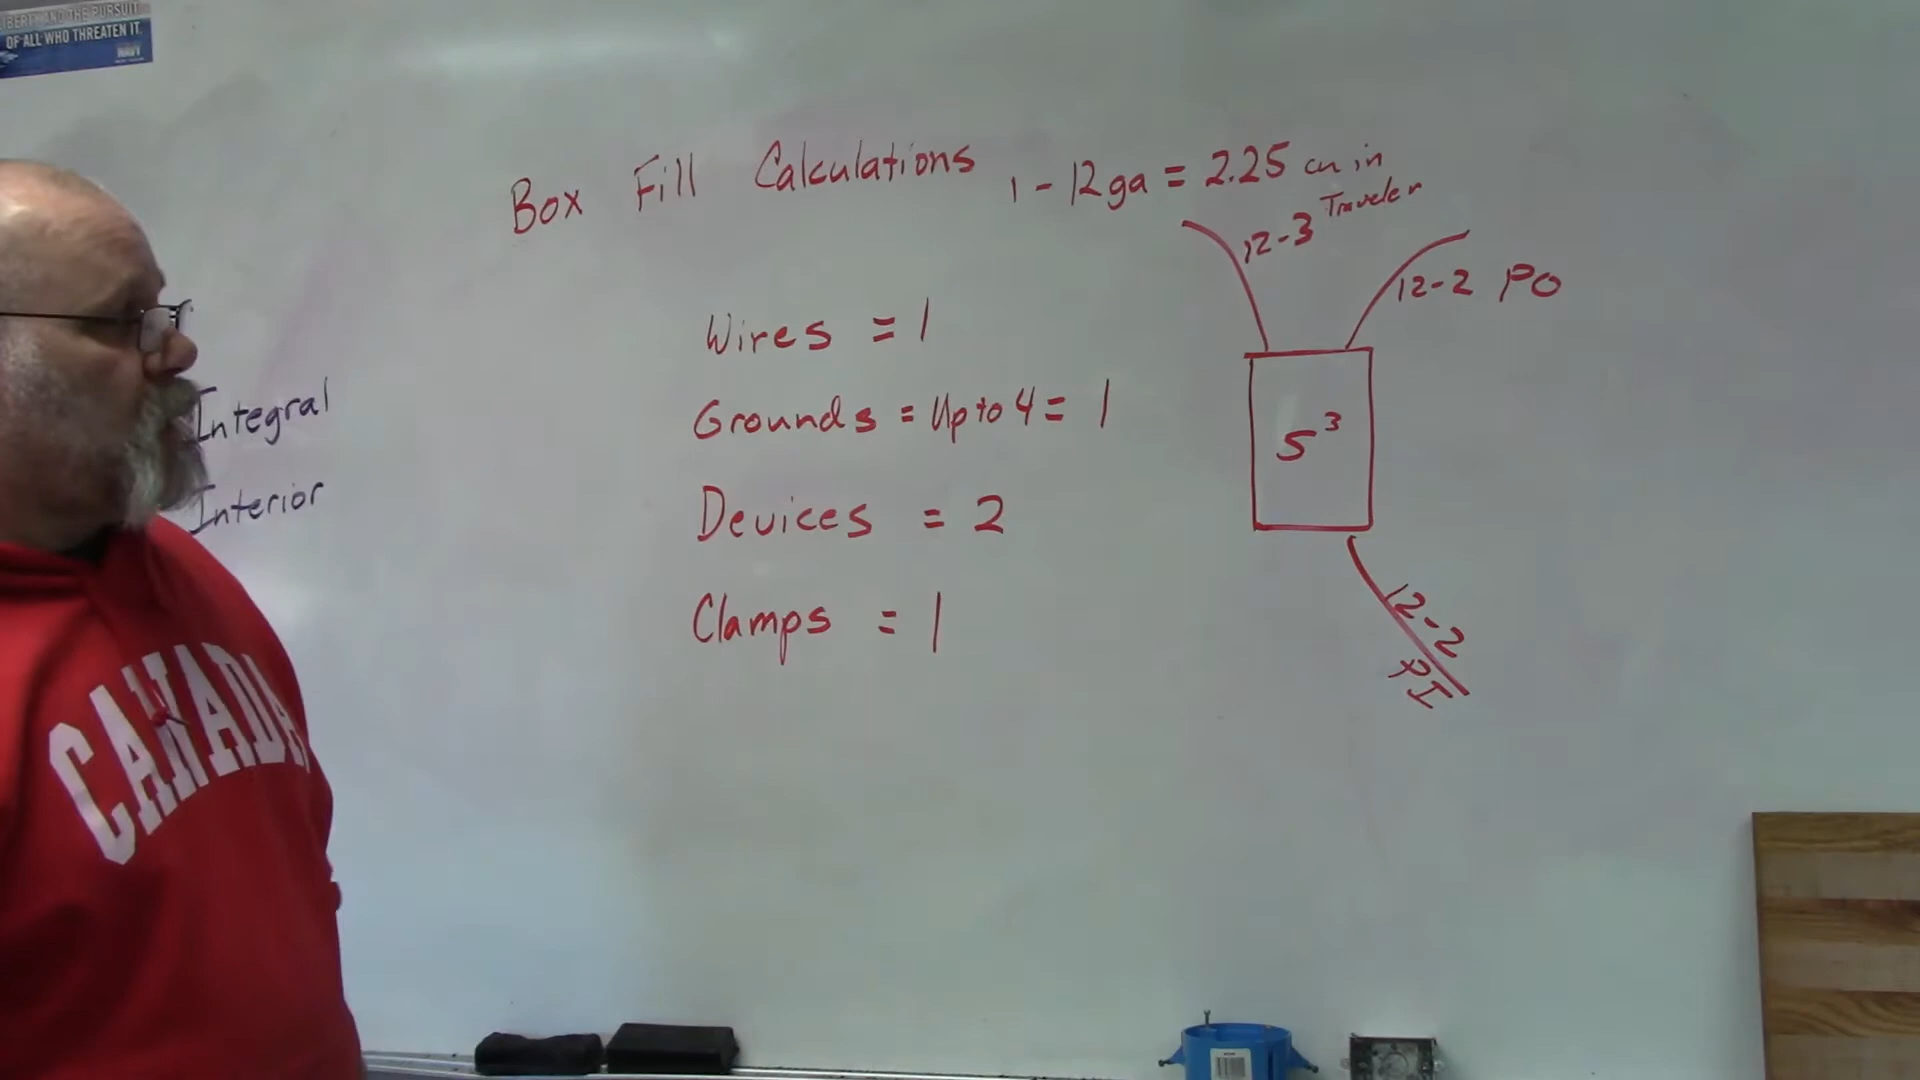 LIBERTY AND THE PURSUIT
OF ALL WHO THREATEN IT.
NAVY
Box Fill Calculations
1 - 12ga = 2.25 cu in
12-3 Traveler
12-2 PO
Wires = 1
Integral
Grounds = Up to 4 = 1
S³
Interior
Devices = 2
Clamps = 1
12-2
PI
CANADA